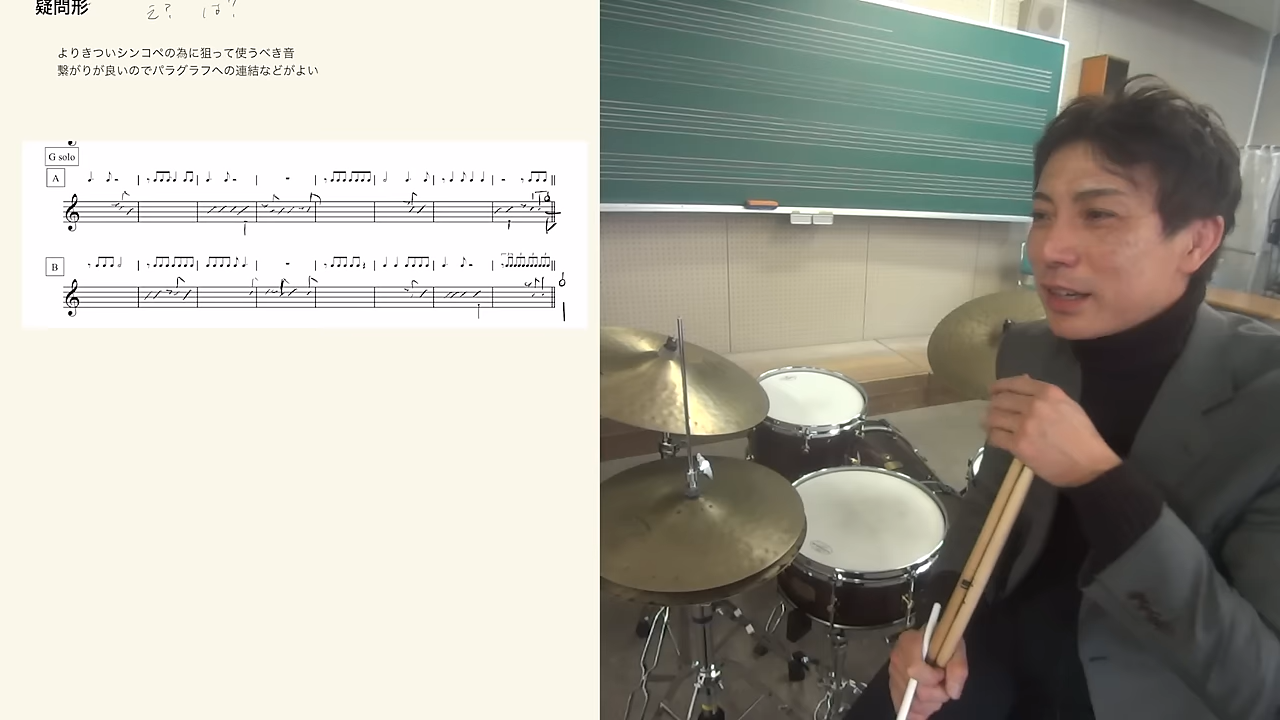 疑問形 え? は?
よりきついシンコペの為に狙って使うべき音
繋がりが良いのでパラグラフへの連結などがよい
G solo
A
B